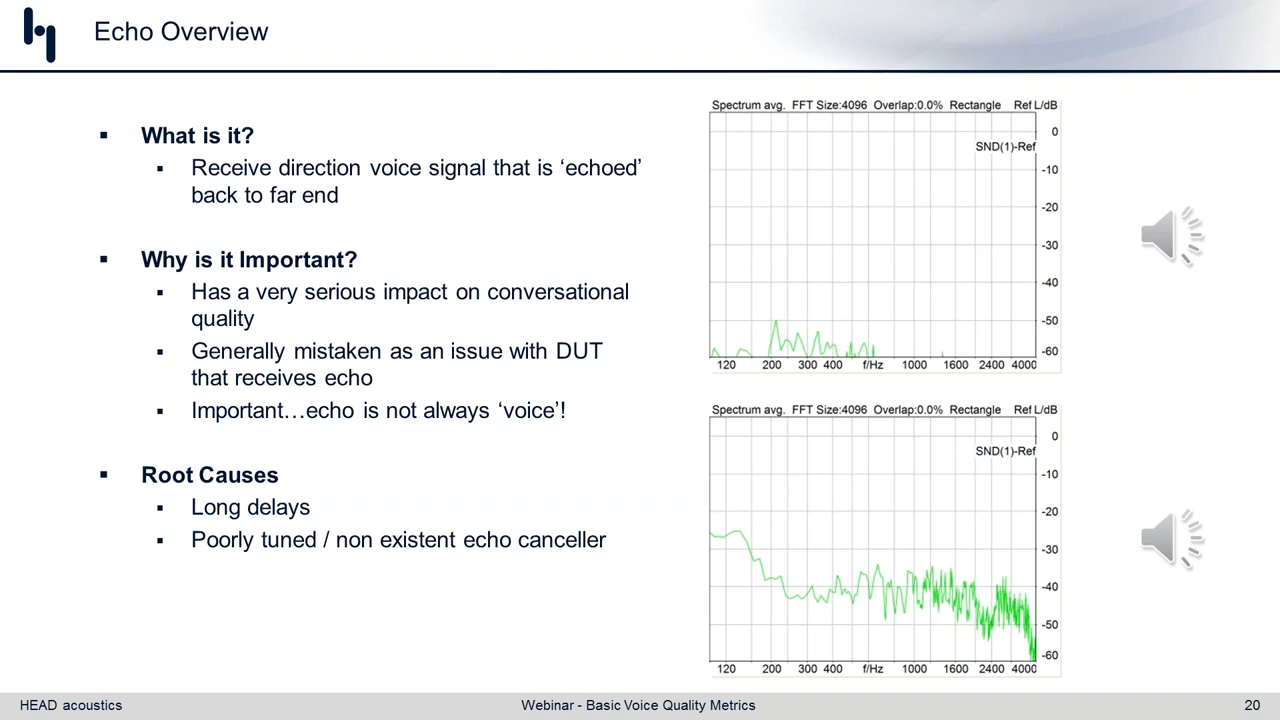 Echo Overview
What is it?
Receive direction voice signal that is ‘echoed’
back to far end
Why is it Important?
Has a very serious impact on conversational
quality
Generally mistaken as an issue with DUT
that receives echo
Important…echo is not always ‘voice’!
Root Causes
Long delays
Poorly tuned / non existent echo canceller
Spectrum avg. FFT Size:4096 Overlap:0.0% Rectangle Ref L/dB
0
SND(1)-Ref
-10
-20
-30
-40
-50
-60
120 200 300 400 f/Hz 1000 1600 2400 4000
Spectrum avg. FFT Size:4096 Overlap:0.0% Rectangle Ref L/dB
0
SND(1)-Ref
-10
-20
-30
-40
-50
-60
120 200 300 400 f/Hz 1000 1600 2400 4000
HEAD acoustics Webinar - Basic Voice Quality Metrics 20